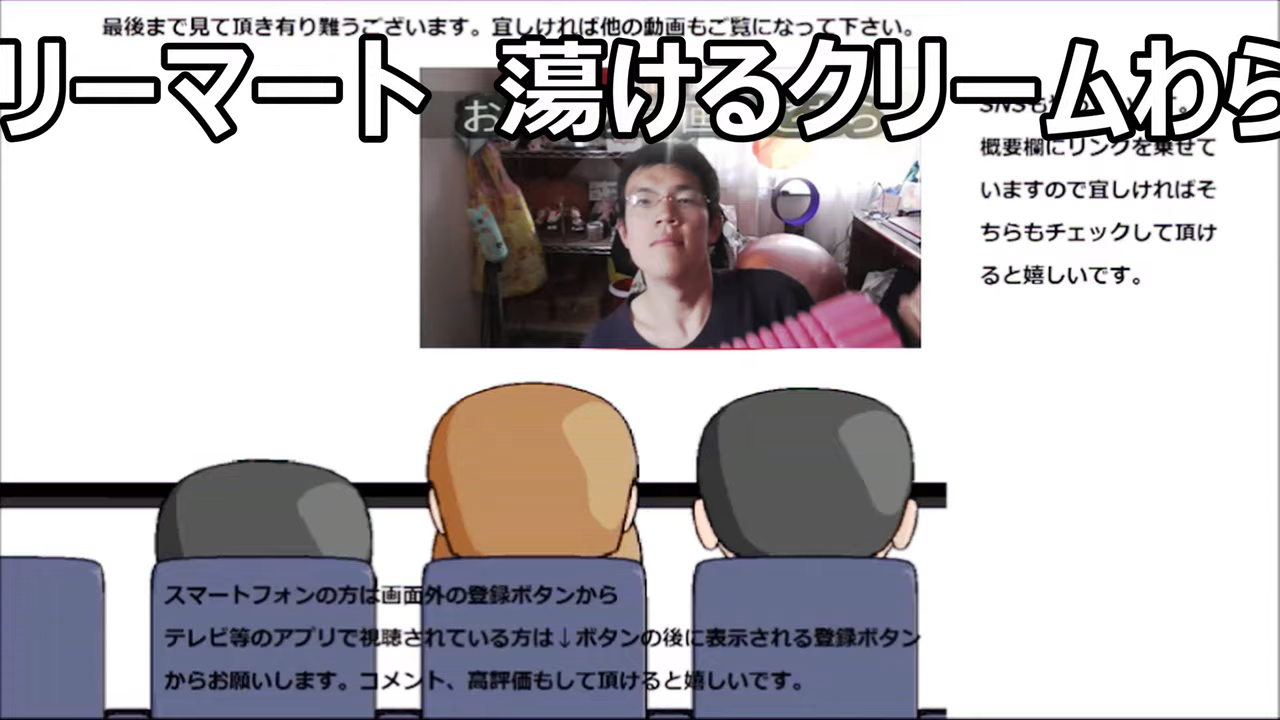 最後まで見て頂き有り難うございます。宜しければ他の動画もご覧になって下さい。
リーマート　蕩けるクリームわら
概要欄にリンクを乗せて
いますので宜しければそ
ちらもチェックして頂け
ると嬉しいです。
スマートフォンの方は画面外の登録ボタンから
テレビ等のアプリで視聴されている方は↓ボタンの後に表示される登録ボタン
からお願いします。コメント、高評価もして頂けると嬉しいです。